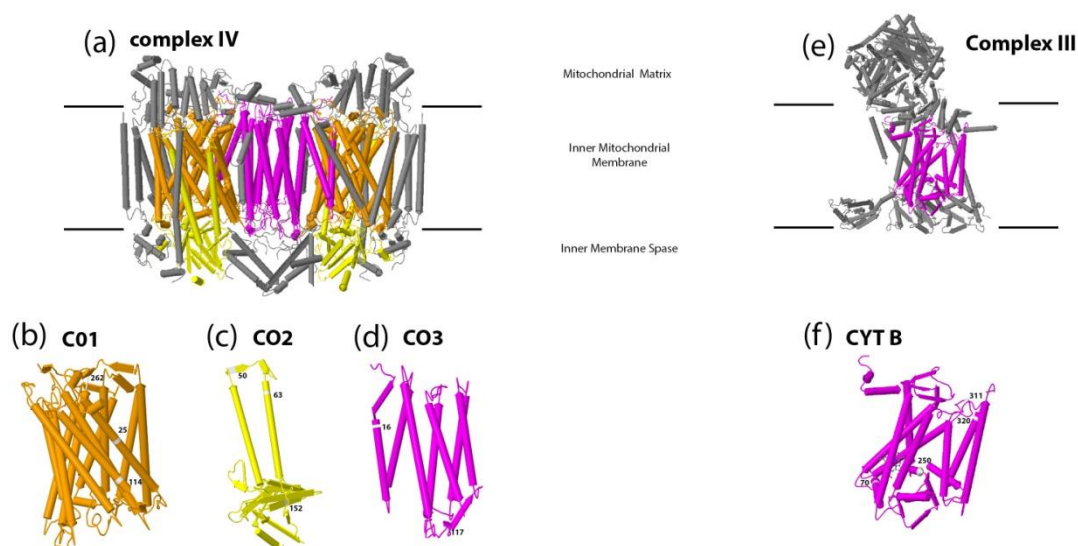 (a) complex IV
(e) Complex III
Mitochondrial Matrix
Inner Mitochondrial
Membrane
Inner Membrane Spase
(b) C01
(c) CO2
(d) CO3
(f) CYT B
262
25
114
50
63
152
16
117
311
320
250
70